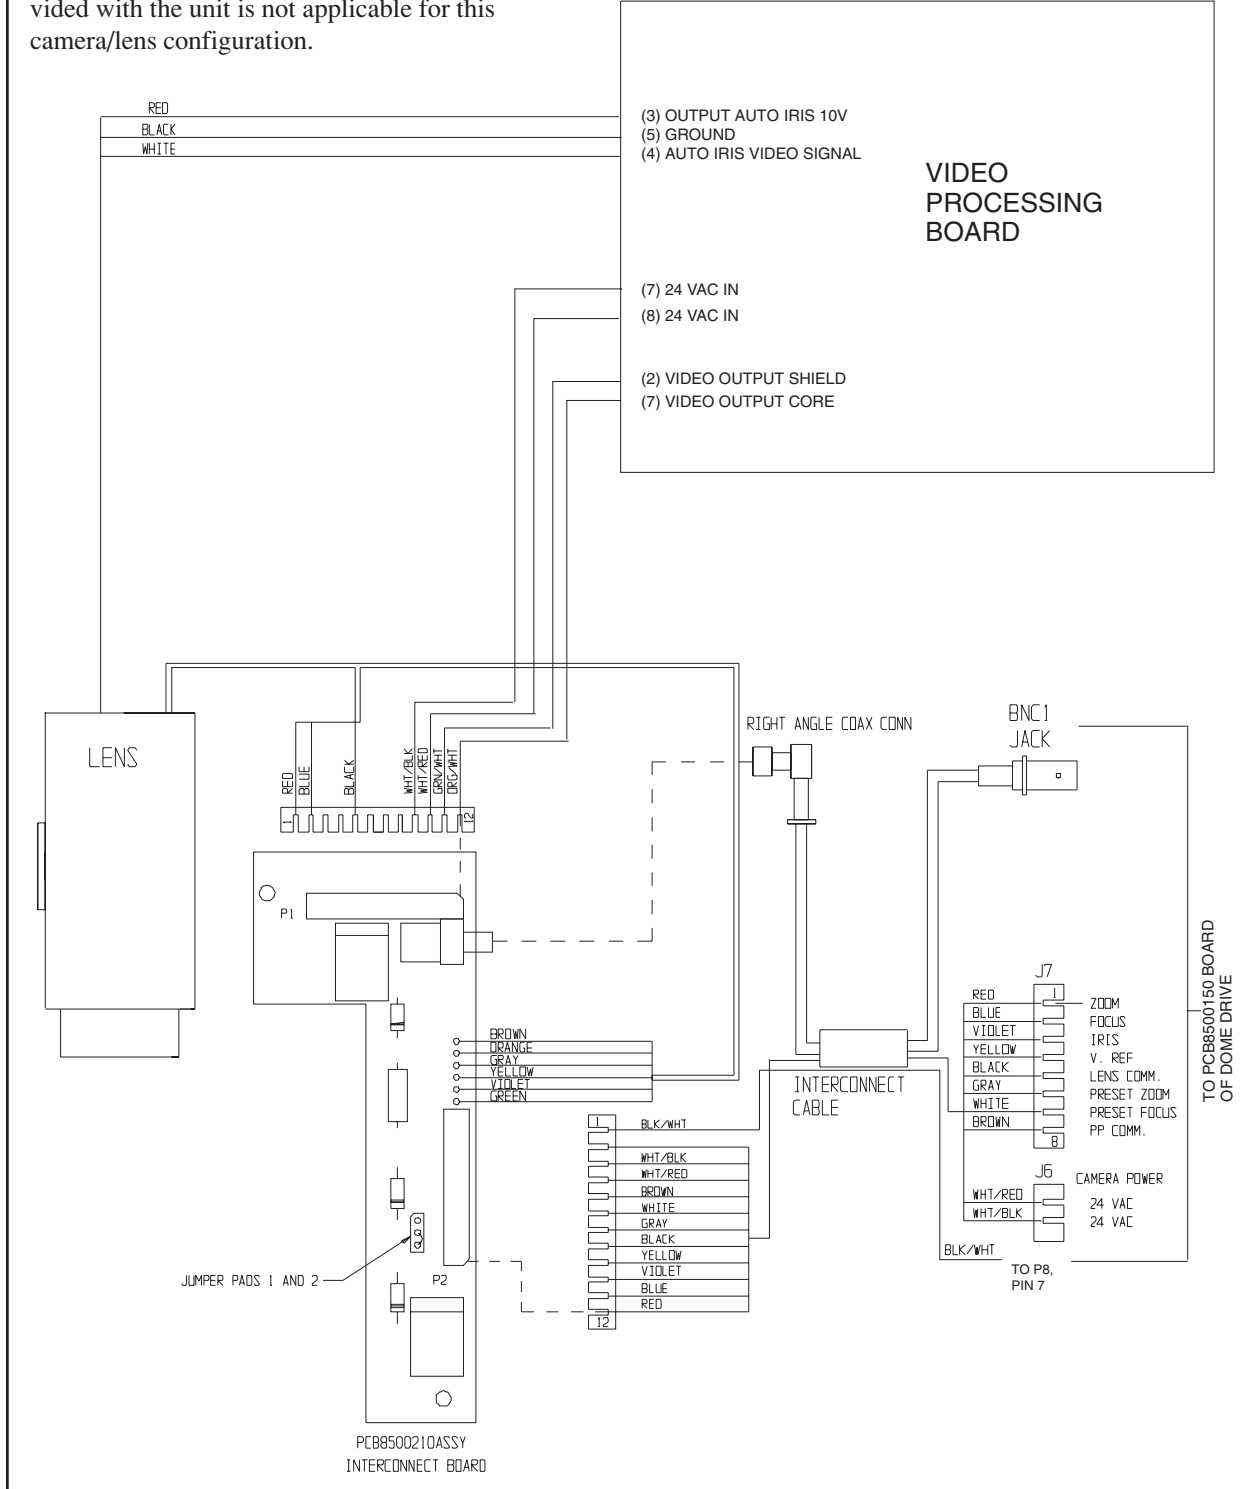 vided with the unit is not applicable for this
camera/lens configuration.
RED
BLACK
WHITE
(3) OUTPUT AUTO IRIS 10V
(5) GROUND
(4) AUTO IRIS VIDEO SIGNAL
VIDEO
PROCESSING
BOARD
(7) 24 VAC IN
(8) 24 VAC IN
(2) VIDEO OUTPUT SHIELD
(7) VIDEO OUTPUT CORE
LENS
RED
BLUE
BLACK
WHT/BLK
WHT/RED
GRN/WHT
ORG/WHT
1
12
RIGHT ANGLE COAX CONN
BNC1
JACK
P1
BROWN
ORANGE
GRAY
YELLOW
VIOLET
GREEN
INTERCONNECT
CABLE
J7
1
RED
BLUE
VIOLET
YELLOW
BLACK
GRAY
WHITE
BROWN
8
ZOOM
FOCUS
IRIS
V. REF
LENS COMM.
PRESET ZOOM
PRESET FOCUS
PP COMM.
TO PCB8500150 BOARD
OF DOME DRIVE
J6
CAMERA POWER
WHT/RED
24 VAC
WHT/BLK
24 VAC
BLK/WHT
TO P8,
PIN 7
1
BLK/WHT
WHT/BLK
WHT/RED
BROWN
WHITE
GRAY
BLACK
YELLOW
VIOLET
BLUE
RED
12
JUMPER PADS 1 AND 2
P2
PCB8500210ASSY
INTERCONNECT BOARD